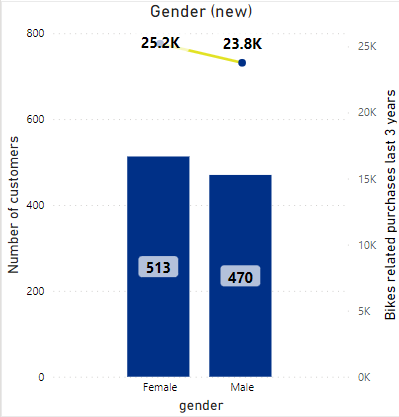 Gender (new)
800
25.2K
23.8K
25K
600
20K
15K
400
513
470
10K
200
5K
0
0K
Female
Male
gender
Number of customers
Bikes related purchases last 3 years